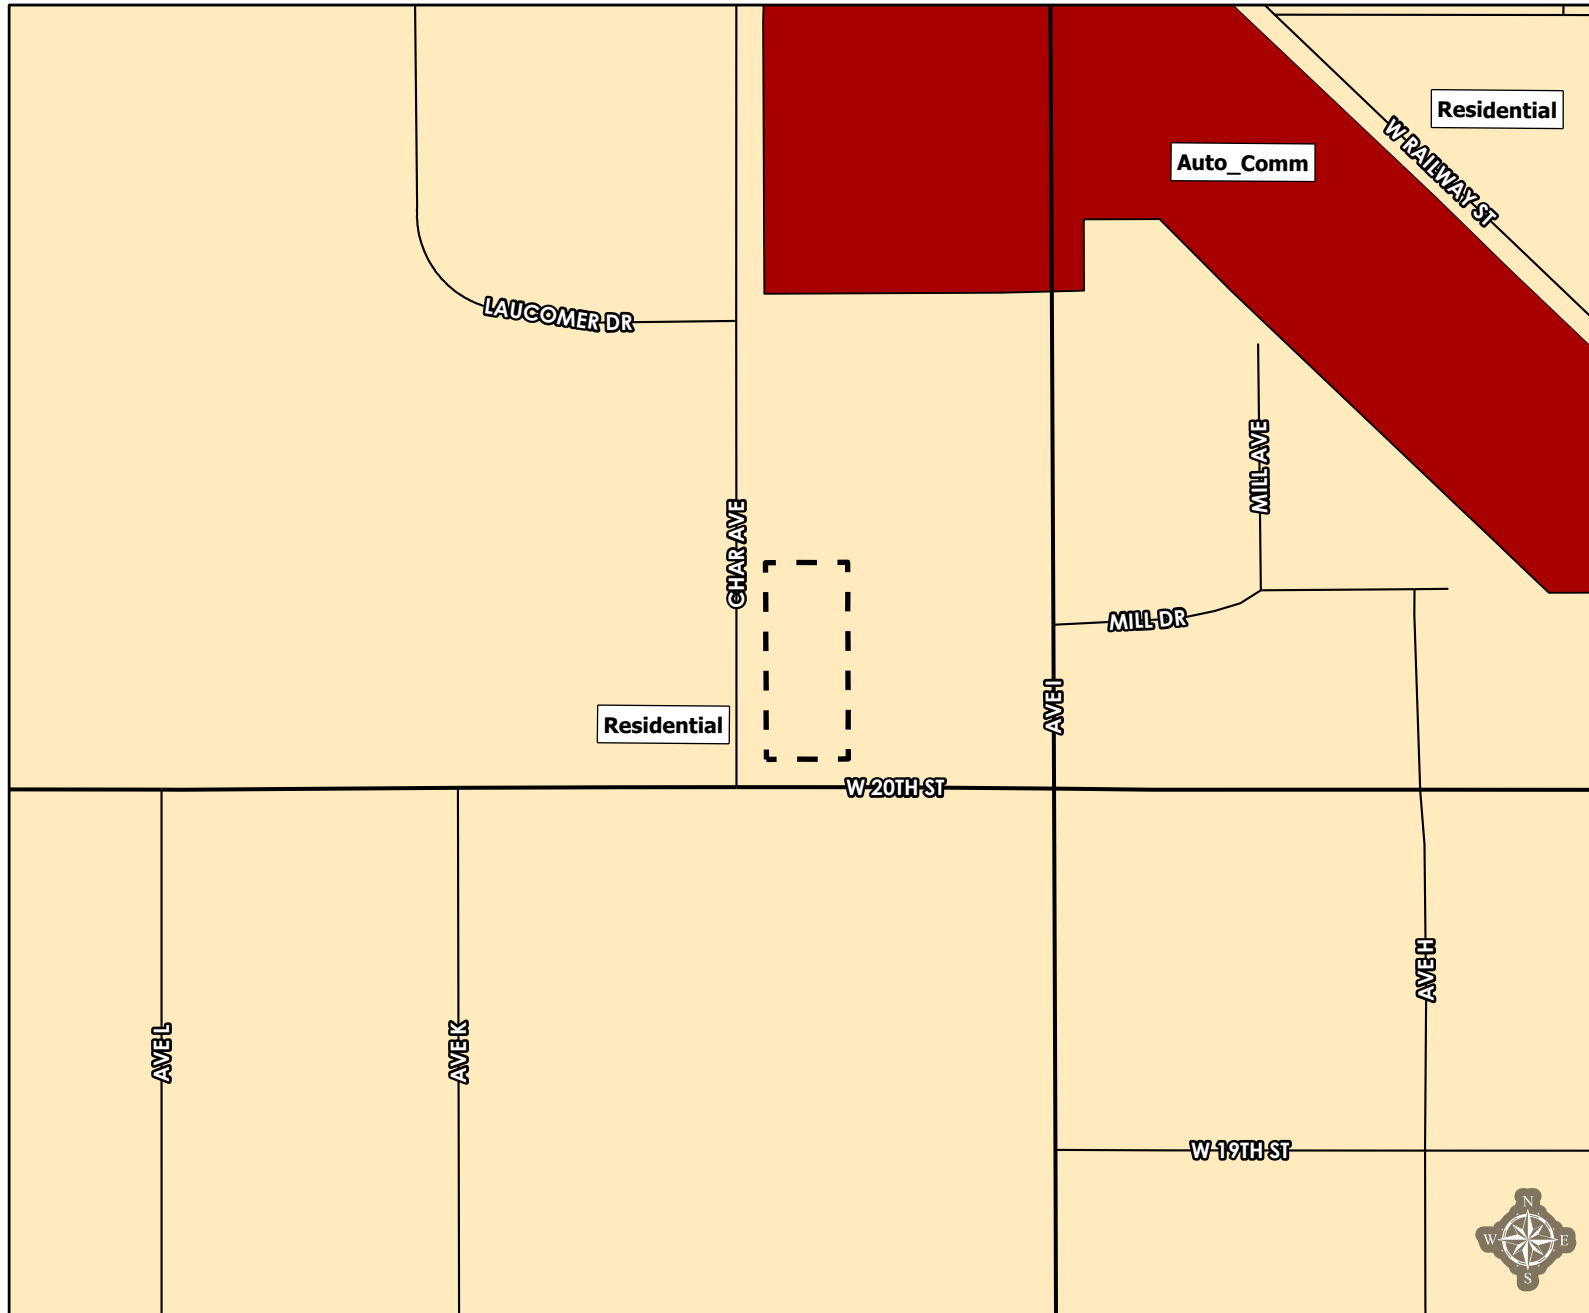 Residential
Auto_Comm
W RAILWAY ST
LAUCOMER DR
MILL AVE
CHAR AVE
MILL DR
AVE I
Residential
W 20TH ST
AVE H
AVE L
AVE K
W 19TH ST
N
W E
S